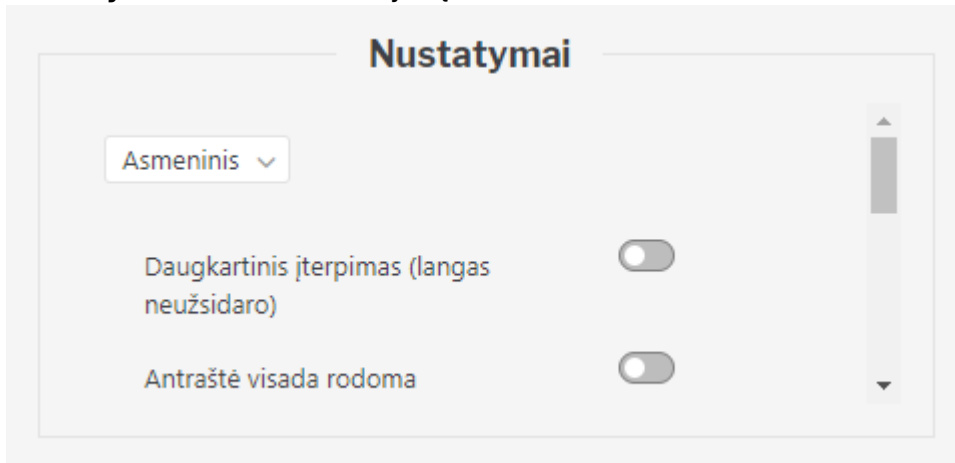 Nustatymai
Asmeninis
Daugkartinis įterpimas (langas
neužsidaro)
Antraštė visada rodoma